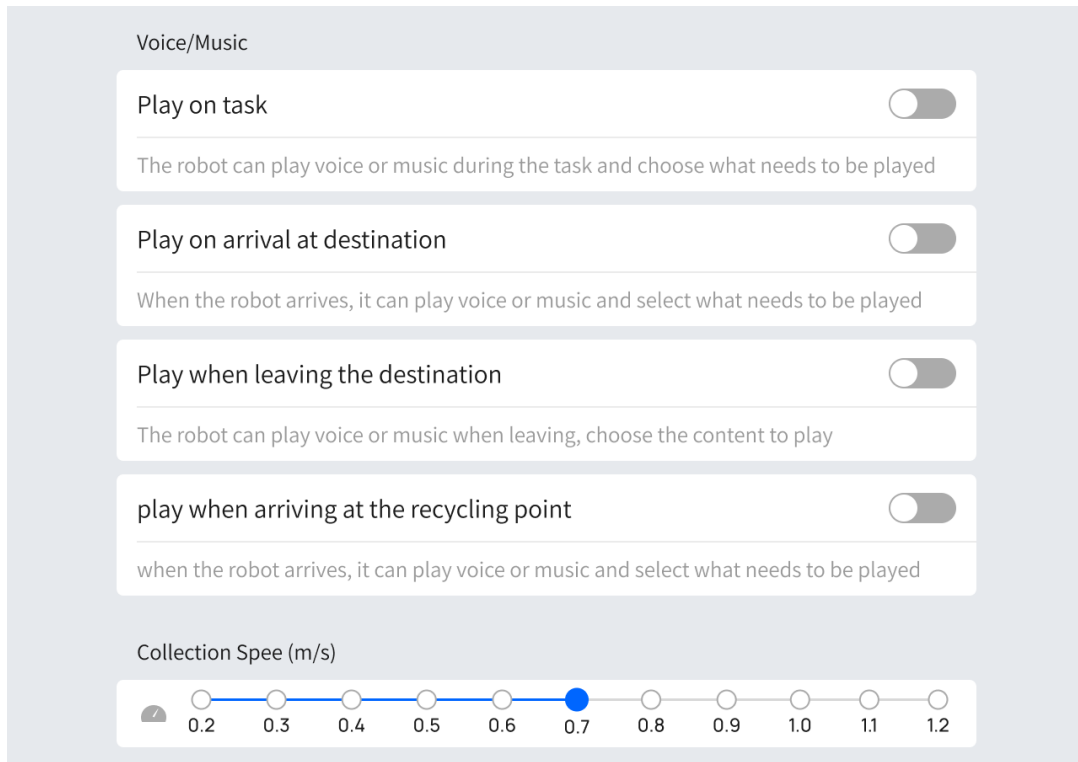 Voice/Music
Play on task
The robot can play voice or music during the task and choose what needs to be played
Play on arrival at destination
When the robot arrives, it can play voice or music and select what needs to be played
Play when leaving the destination
The robot can play voice or music when leaving, choose the content to play
play when arriving at the recycling point
when the robot arrives, it can play voice or music and select what needs to be played
Collection Spee (m/s)
0.2 0.3 0.4 0.5 0.6 0.7 0.8 0.9 1.0 1.1 1.2